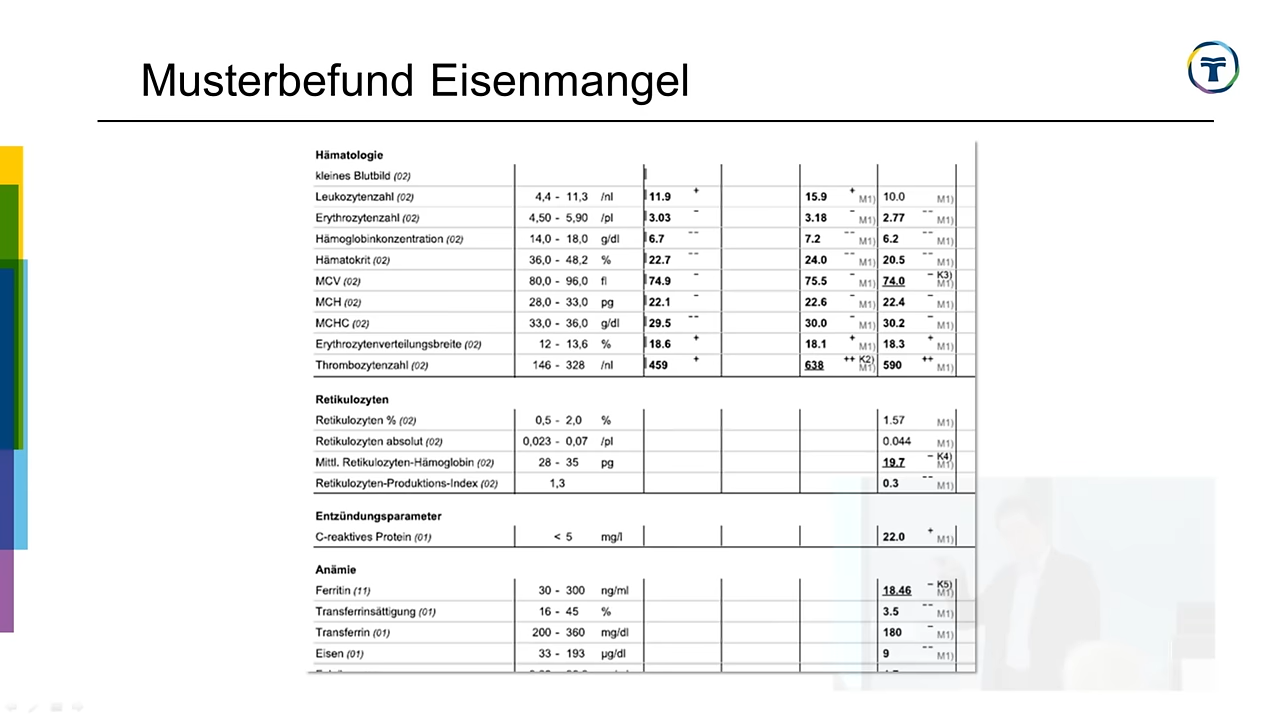 Musterbefund Eisenmangel
Hämatologie
kleines Blutbild (02)
Leukozytenzahl (02) 4,4 - 11,3 /nl 11.9 + 15.9 + M1) 10.0 M1)
Erythrozytenzahl (02) 4,50 - 5,90 /pl 3.03 - 3.18 - M1) 2.77 -- M1)
Hämoglobinkonzentration (02) 14,0 - 18,0 g/dl 6.7 -- 7.2 -- M1) 6.2 -- M1)
Hämatokrit (02) 36,0 - 48,2 % 22.7 -- 24.0 -- M1) 20.5 -- M1)
MCV (02) 80,0 - 96,0 fl 74.9 - 75.5 - M1) 74.0 - K3) M1)
MCH (02) 28,0 - 33,0 pg 22.1 - 22.6 - M1) 22.4 - M1)
MCHC (02) 33,0 - 36,0 g/dl 29.5 -- 30.0 - M1) 30.2 - M1)
Erythrozytenverteilungsbreite (02) 12 - 13,6 % 18.6 + 18.1 + M1) 18.3 + M1)
Thrombozytenzahl (02) 146 - 328 /nl 459 + 638 ++ K2) M1) 590 ++ M1)
Retikulozyten
Retikulozyten % (02) 0,5 - 2,0 % 1.57 M1)
Retikulozyten absolut (02) 0,023 - 0,07 /pl 0.044 M1)
Mittl. Retikulozyten-Hämoglobin (02) 28 - 35 pg 19.7 - K4) M1)
Retikulozyten-Produktions-Index (02) 1,3 0.3 -- M1)
Entzündungsparameter
C-reaktives Protein (01) < 5 mg/l 22.0 + M1)
Anämie
Ferritin (11) 30 - 300 ng/ml 18.46 - K5) M1)
Transferrinsättigung (01) 16 - 45 % 3.5 -- M1)
Transferrin (01) 200 - 360 mg/dl 180 - M1)
Eisen (01) 33 - 193 µg/dl 9 -- M1)